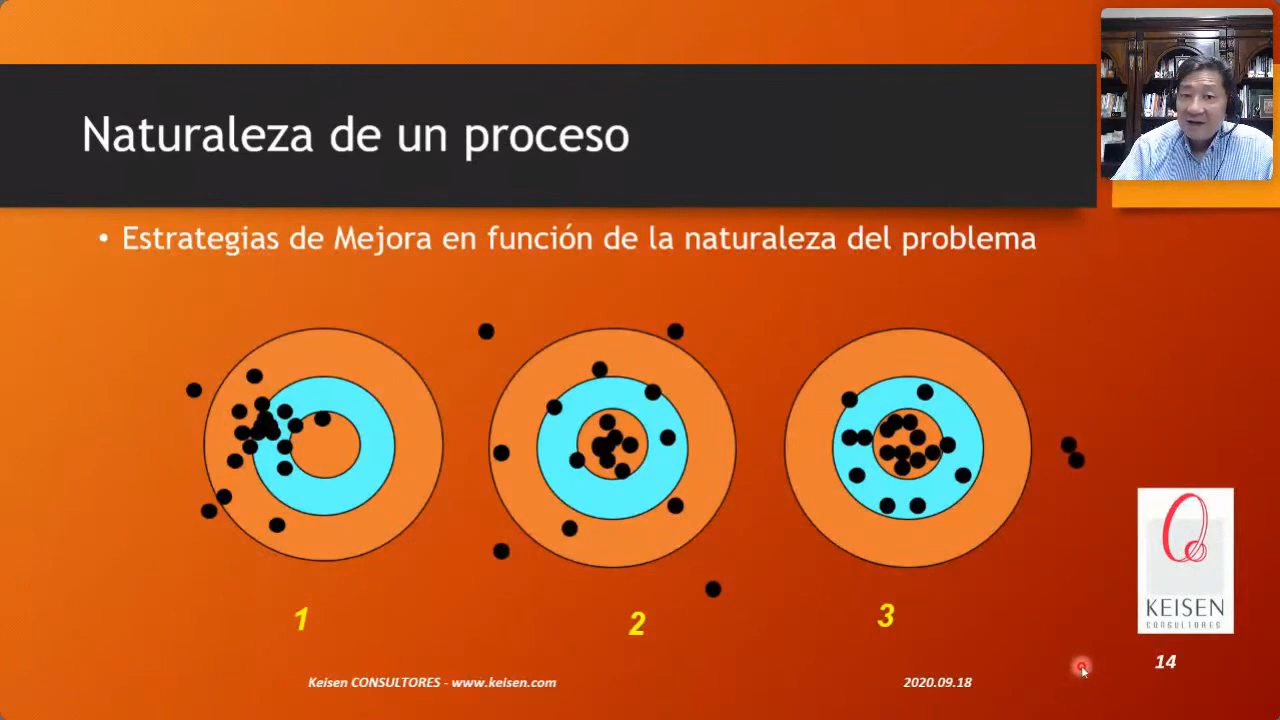 Naturaleza de un proceso
• Estrategias de Mejora en función de la naturaleza del problema
1
2
3
KEISEN
CONSULTORES
14
Keisen CONSULTORES - www.keisen.com
2020.09.18